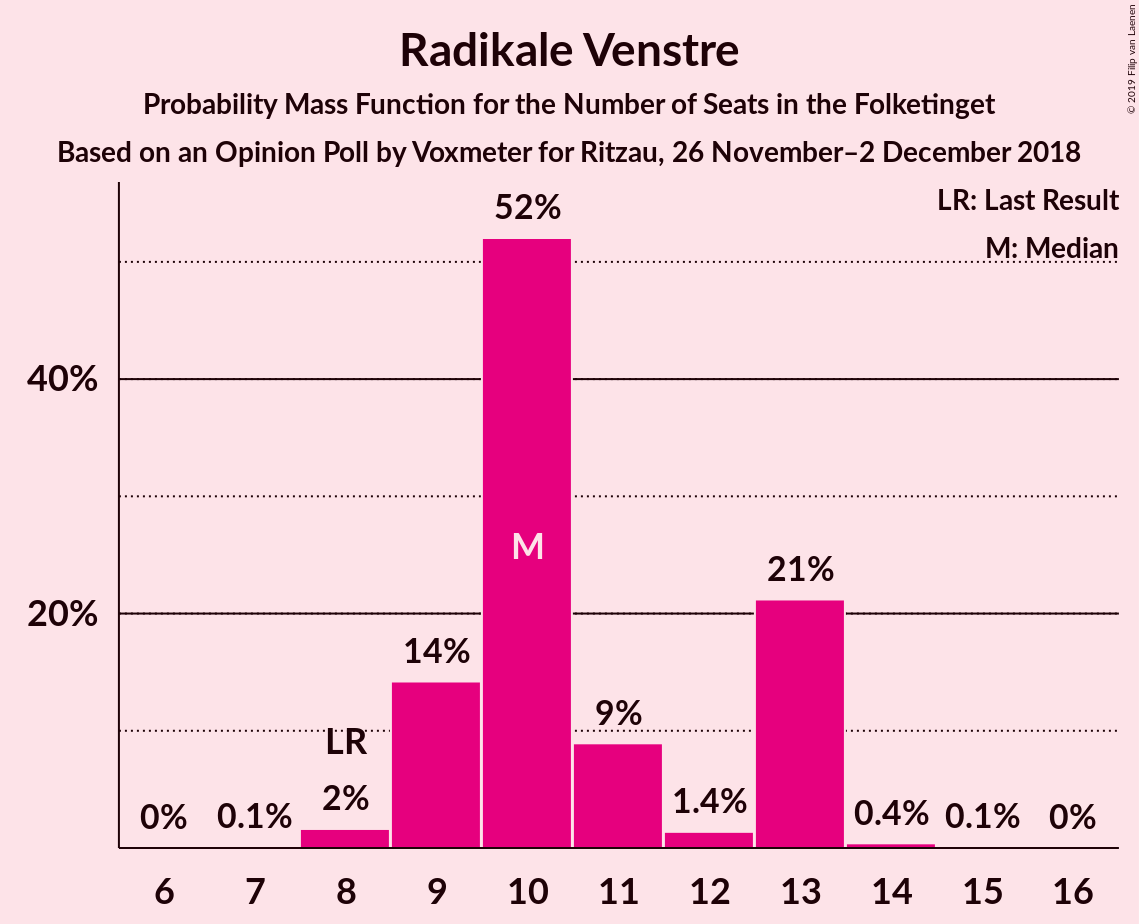 Radikale Venstre
Probability Mass Function for the Number of Seats in the Folketinget
Based on an Opinion Poll by Voxmeter for Ritzau, 26 November–2 December 2018
© 2019 Filip van Laenen
LR: Last Result
M: Median
52%
40%
M
21%
20%
14%
9%
LR
2%
1.4%
0%
0.1%
0.4%
0.1%
0%
6 7 8 9 10 11 12 13 14 15 16